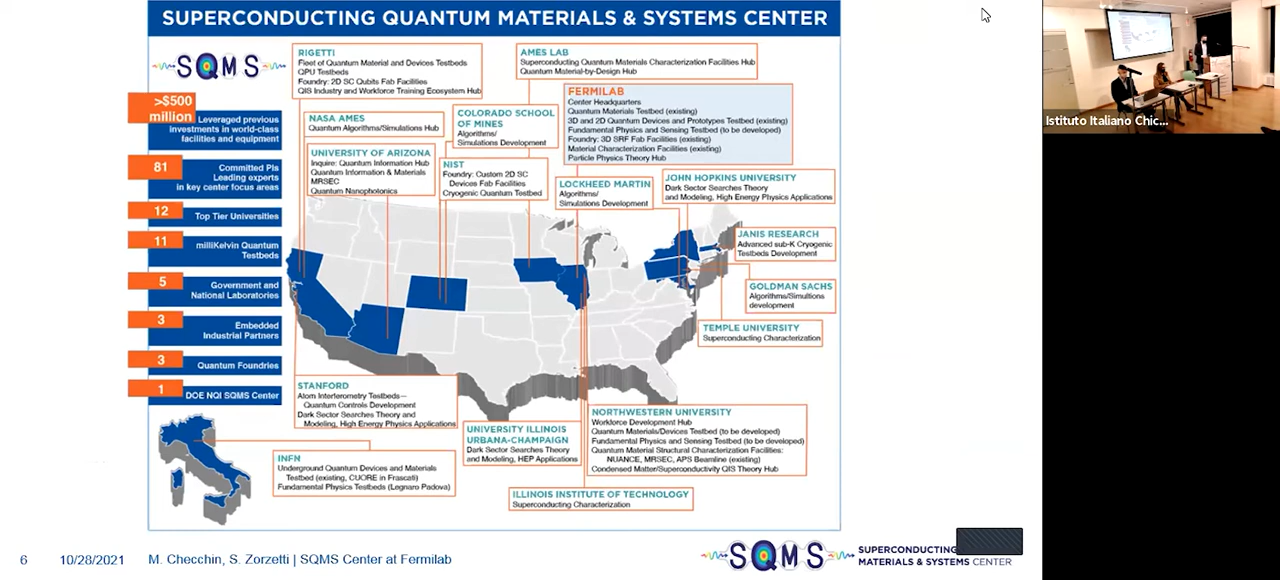 SUPERCONDUCTING QUANTUM MATERIALS & SYSTEMS CENTER
SQMS
>$500
million
Leveraged previous
investments in world-class
facilities and equipment
81
Committed PIs
Leading experts
in key center focus areas
12
Top Tier Universities
11
milliKelvin Quantum
Testbeds
5
Government and
National Laboratories
3
Embedded
Industrial Partners
3
Quantum Foundries
1
DOE NQI SQMS Center
RIGETTI
Fleet of Quantum Material and Devices Testbeds
QPU Testbeds
Foundry: 2D SC Qubits Fab Facilities
QIS Industry and Workforce Training Ecosystem Hub
AMES LAB
Superconducting Quantum Materials Characterization Facilities Hub
Quantum Material-by-Design Hub
FERMILAB
Center Headquarters
Quantum Materials Testbed (existing)
3D and 2D Quantum Devices and Prototypes Testbed (existing)
Fundamental Physics and Sensing Testbed (to be developed)
Foundry: 3D SRF Fab Facilities (existing)
Material Characterization Facilities (existing)
Particle Physics Theory Hub
NASA AMES
Quantum Algorithms/Simulations Hub
COLORADO SCHOOL
OF MINES
Algorithms/
Simulations Development
UNIVERSITY OF ARIZONA
Inquire: Quantum Information Hub
Quantum Information & Materials
MRSEC
Quantum Nanophotonics
NIST
Foundry: Custom 2D SC
Devices Fab Facilities
Cryogenic Quantum Testbed
LOCKHEED MARTIN
Algorithms/
Simulations Development
JOHN HOPKINS UNIVERSITY
Dark Sector Searches Theory
and Modeling, High Energy Physics Applications
JANIS RESEARCH
Advanced sub-K Cryogenic
Testbeds Development
GOLDMAN SACHS
Algorithms/Simultions
development
TEMPLE UNIVERSITY
Superconducting Characterization
STANFORD
Atom Interferometry Testbeds—
Quantum Controls Development
Dark Sector Searches Theory and
Modeling, High Energy Physics Applications
UNIVERSITY ILLINOIS
URBANA-CHAMPAIGN
Dark Sector Searches Theory
and Modeling, HEP Applications
NORTHWESTERN UNIVERSITY
Workforce Development Hub
Quantum Materials/Devices Testbed (to be developed)
Fundamental Physics and Sensing Testbed (to be developed)
Quantum Material Structural Characterization Facilities:
NUANCE, MRSEC, APS Beamline (existing)
Condensed Matter/Superconductivity QIS Theory Hub
INFN
Underground Quantum Devices and Materials
Testbed (existing, CUORE in Frascati)
Fundamental Physics Testbeds (Legnaro Padova)
ILLINOIS INSTITUTE OF TECHNOLOGY
Superconducting Characterization
6 10/28/2021 M. Checchin, S. Zorzetti | SQMS Center at Fermilab
SQMS
SUPERCONDUCTING
MATERIALS & SYSTEMS CENTER
Istituto Italiano Chic...